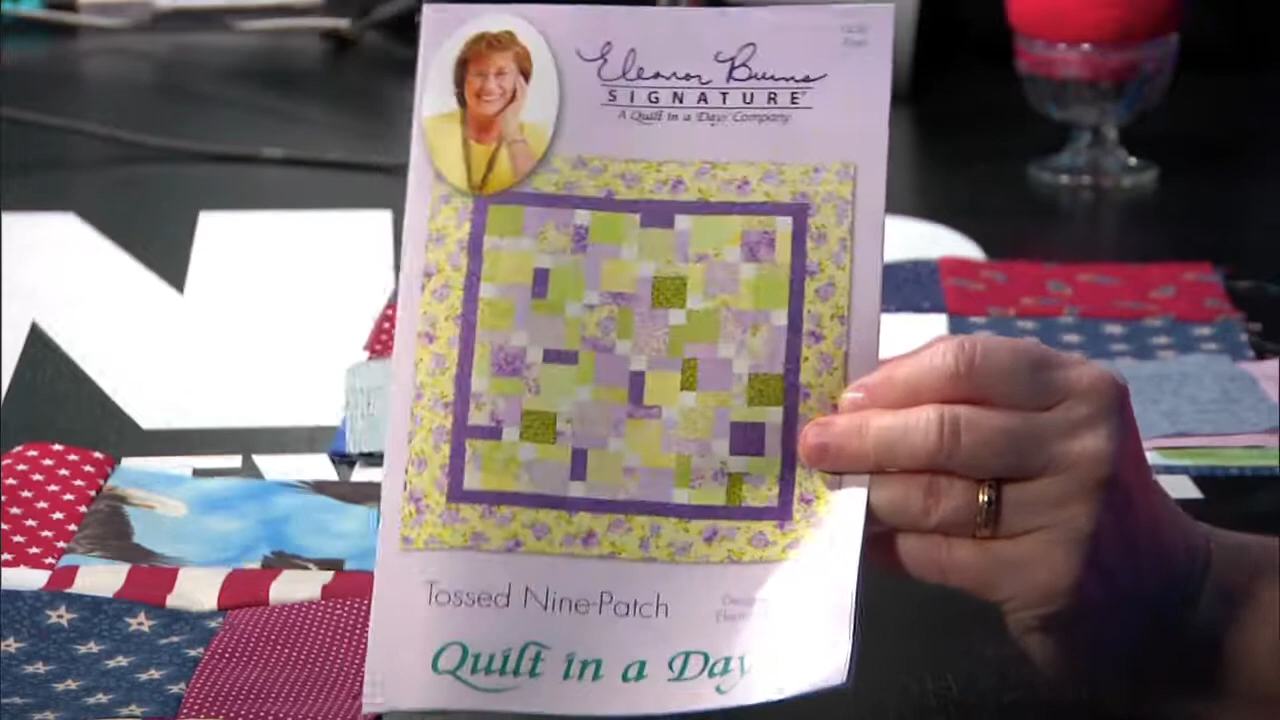 Eleanor Burns
SIGNATURE
A Quilt in a Day Company
Tossed Nine-Patch
Quilt in a Day